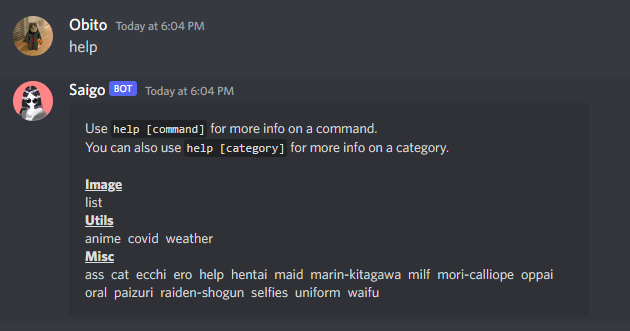 Obito Today at 6:04 PM
help
Saigo BOT Today at 6:04 PM
Use help [command] for more info on a command.
You can also use help [category] for more info on a category.
Image
list
Utils
anime covid weather
Misc
ass cat ecchi ero help hentai maid marin-kitagawa milf mori-calliope oppai
oral paizuri raiden-shogun selfies uniform waifu